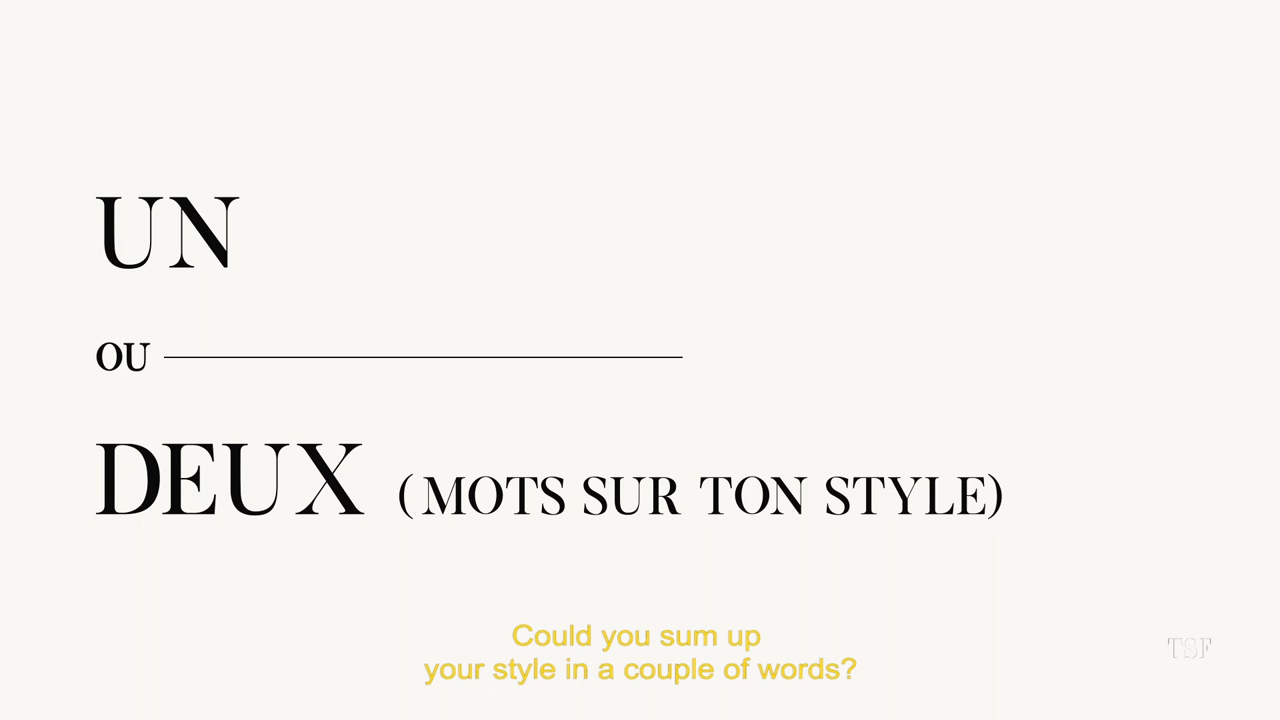 UN
OU
DEUX (MOTS SUR TON STYLE)
Could you sum up
your style in a couple of words?
TSF